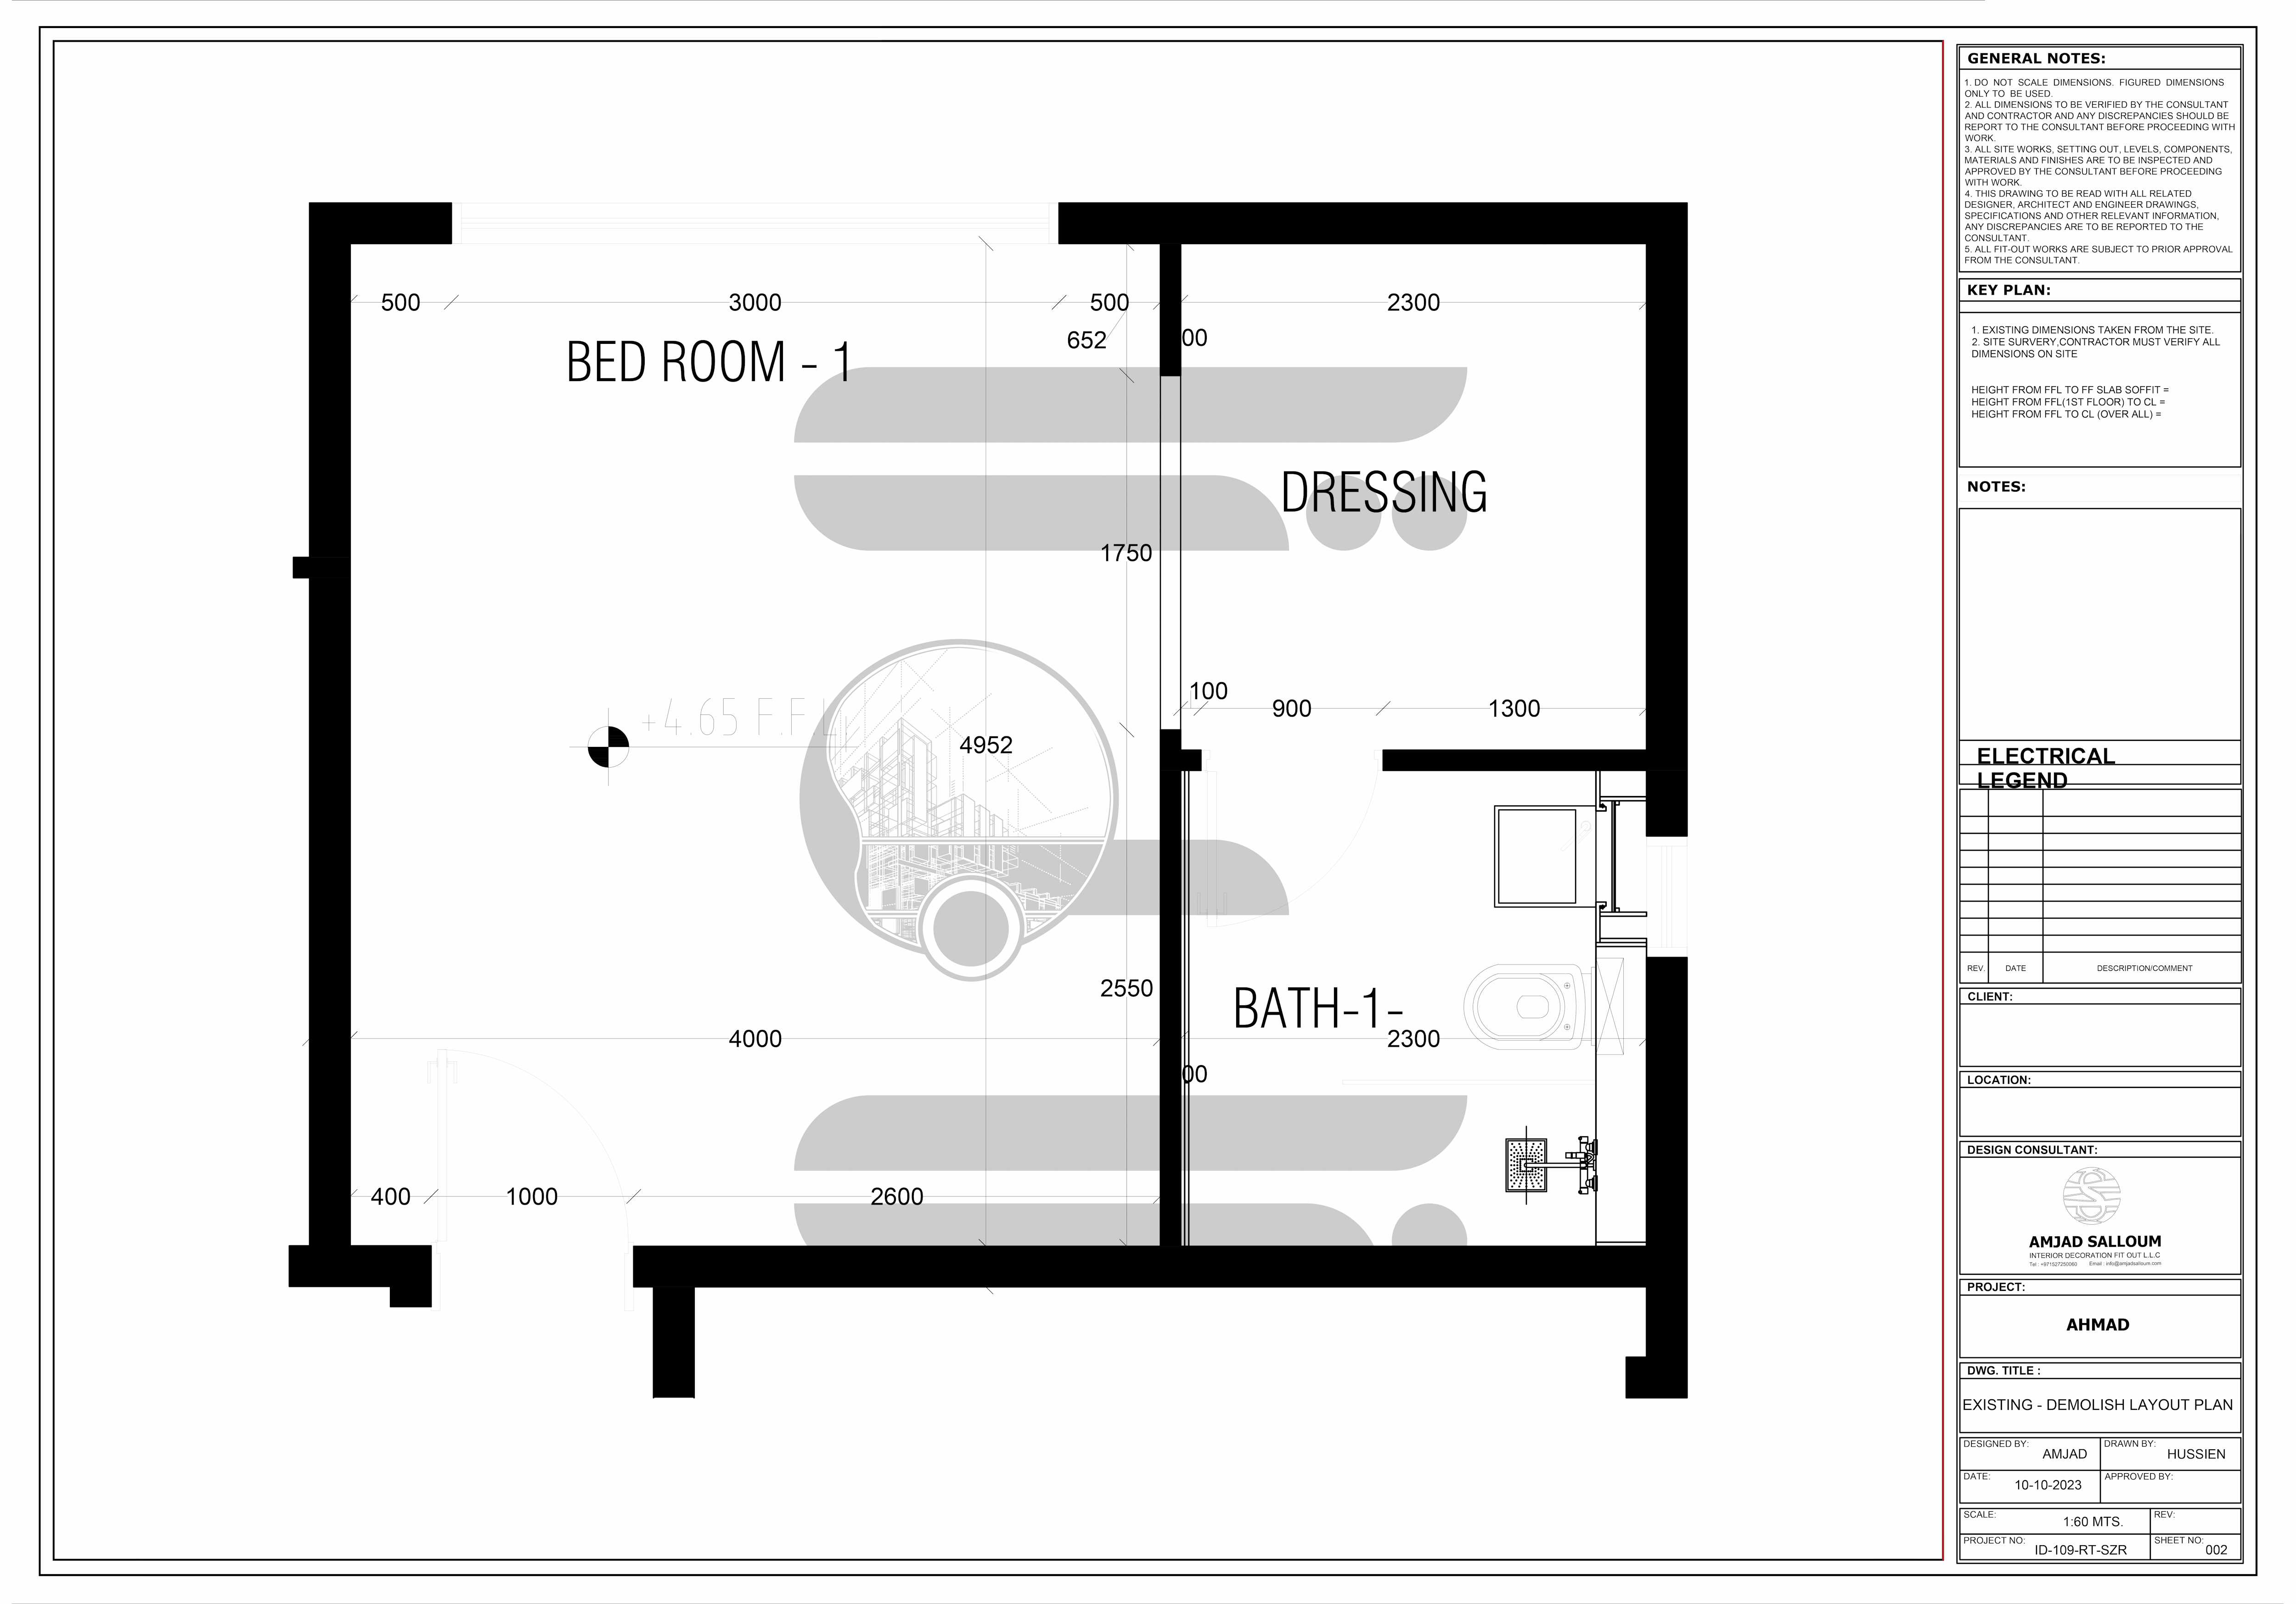 500
3000
500
2300
652
00
BED ROOM - 1
DRESSING
1750
100
900
1300
+4.65 F.F.L.
4952
2550
BATH-1-
4000
2300
00
400
1000
2600
GENERAL NOTES:
1. DO NOT SCALE DIMENSIONS. FIGURED DIMENSIONS
ONLY TO BE USED.
2. ALL DIMENSIONS TO BE VERIFIED BY THE CONSULTANT
AND CONTRACTOR AND ANY DISCREPANCIES SHOULD BE
REPORT TO THE CONSULTANT BEFORE PROCEEDING WITH
WORK.
3. ALL SITE WORKS, SETTING OUT, LEVELS, COMPONENTS,
MATERIALS AND FINISHES ARE TO BE INSPECTED AND
APPROVED BY THE CONSULTANT BEFORE PROCEEDING
WITH WORK.
4. THIS DRAWING TO BE READ WITH ALL RELATED
DESIGNER, ARCHITECT AND ENGINEER DRAWINGS,
SPECIFICATIONS AND OTHER RELEVANT INFORMATION,
ANY DISCREPANCIES ARE TO BE REPORTED TO THE
CONSULTANT.
5. ALL FIT-OUT WORKS ARE SUBJECT TO PRIOR APPROVAL
FROM THE CONSULTANT.
KEY PLAN:
1. EXISTING DIMENSIONS TAKEN FROM THE SITE.
2. SITE SURVERY,CONTRACTOR MUST VERIFY ALL
DIMENSIONS ON SITE
HEIGHT FROM FFL TO FF SLAB SOFFIT =
HEIGHT FROM FFL(1ST FLOOR) TO CL =
HEIGHT FROM FFL TO CL (OVER ALL) =
NOTES:
ELECTRICAL
LEGEND
REV. DATE DESCRIPTION/COMMENT
CLIENT:
LOCATION:
DESIGN CONSULTANT:
AMJAD SALLOUM
INTERIOR DECORATION FIT OUT L.L.C
Tel : +971527250060 Email : info@amjadsalloum.com
PROJECT:
AHMAD
DWG. TITLE :
EXISTING - DEMOLISH LAYOUT PLAN
DESIGNED BY: AMJAD DRAWN BY: HUSSIEN
DATE: 10-10-2023 APPROVED BY:
SCALE: 1:60 MTS. REV:
PROJECT NO: ID-109-RT-SZR SHEET NO: 002